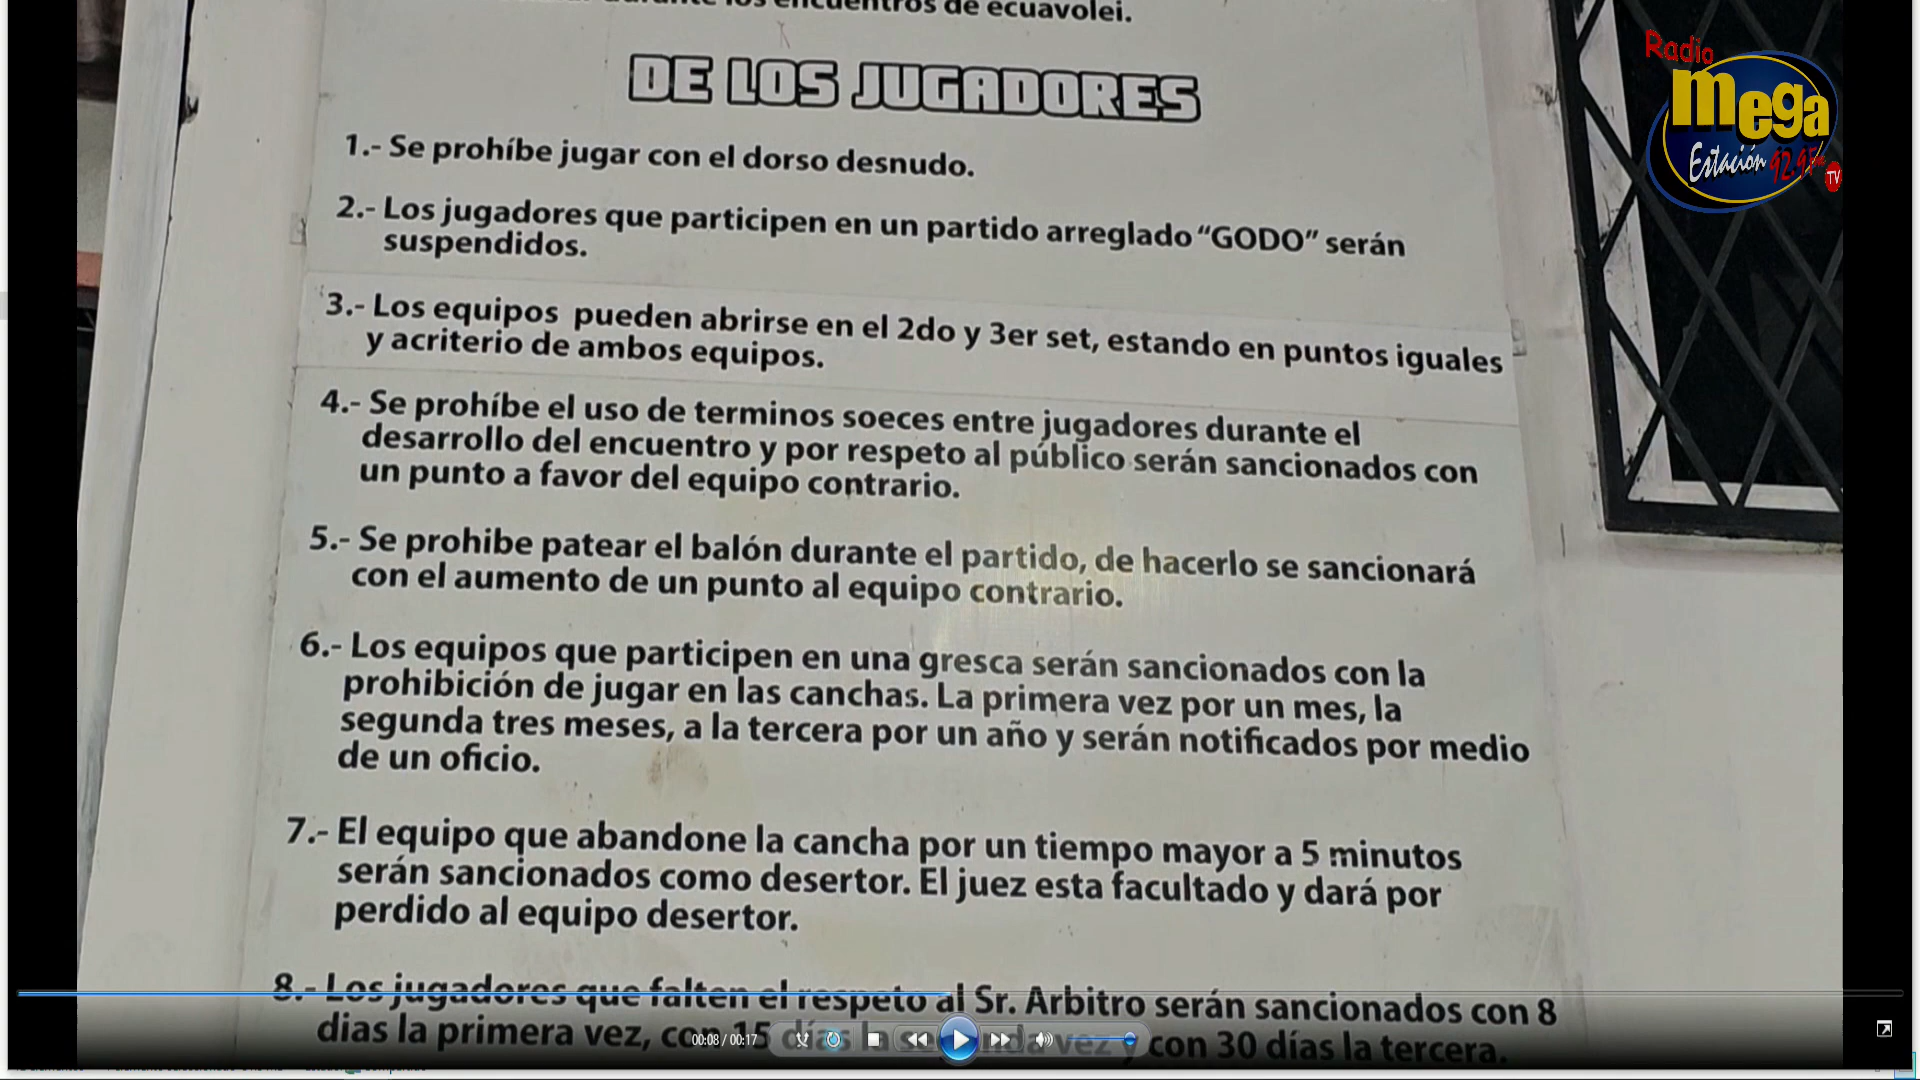 encuentros de ecuavolei.
DE LOS JUGADORES
1.- Se prohíbe jugar con el dorso desnudo.
2.- Los jugadores que participen en un partido arreglado “GODO” serán
suspendidos.
3.- Los equipos pueden abrirse en el 2do y 3er set, estando en puntos iguales
y acriterio de ambos equipos.
4.- Se prohíbe el uso de terminos soeces entre jugadores durante el
desarrollo del encuentro y por respeto al público serán sancionados con
un punto a favor del equipo contrario.
5.- Se prohibe patear el balón durante el partido, de hacerlo se sancionará
con el aumento de un punto al equipo contrario.
6.- Los equipos que participen en una gresca serán sancionados con la
prohibición de jugar en las canchas. La primera vez por un mes, la
segunda tres meses, a la tercera por un año y serán notificados por medio
de un oficio.
7.- El equipo que abandone la cancha por un tiempo mayor a 5 minutos
serán sancionados como desertor. El juez esta facultado y dará por
perdido al equipo desertor.
8.- Los jugadores que falten el respeto al Sr. Arbitro serán sancionados con 8
dias la primera vez, con 15 días la segunda vez y con 30 días la tercera.
Radio
mega
Estación 92.9 FM
TV
00:08 / 00:17